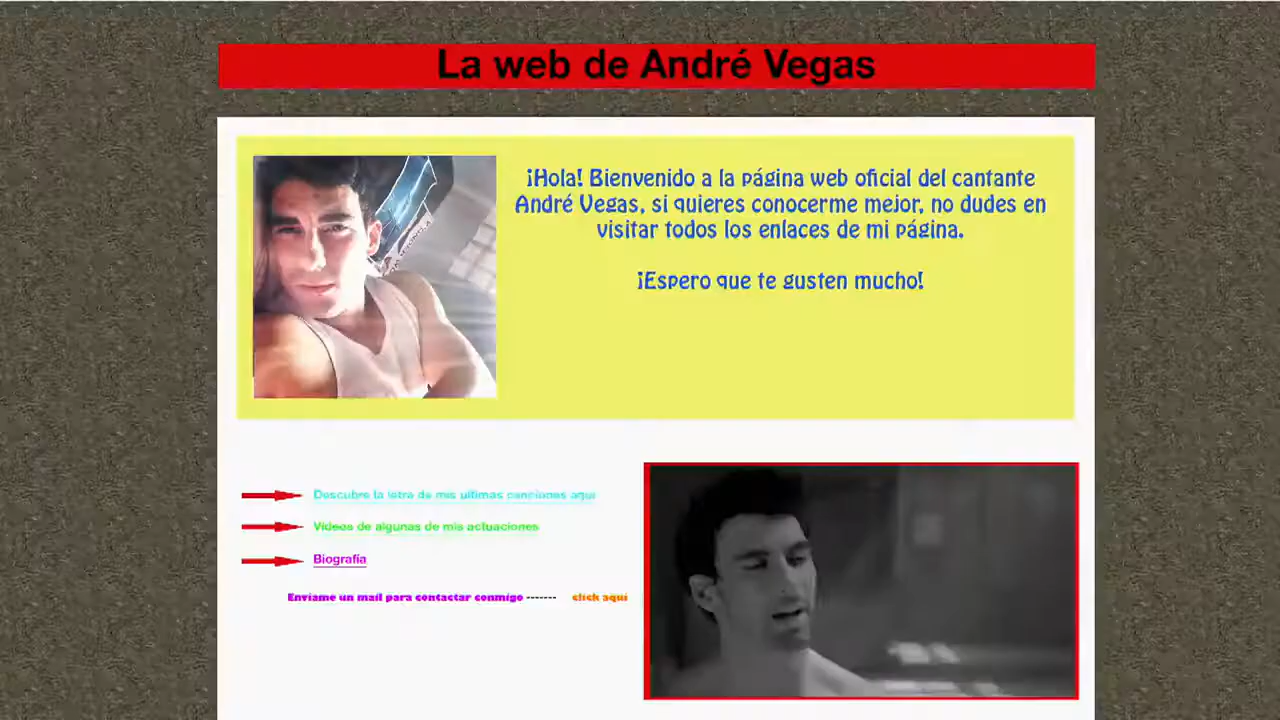 La web de André Vegas
¡Hola! Bienvenido a la página web oficial del cantante
André Vegas, si quieres conocerme mejor, no dudes en
visitar todos los enlaces de mi página.
¡Espero que te gusten mucho!
Descubre la letra de mis ultimas canciones aqui
Videos de algunas de mis actuaciones
Biografía
Enviame un mail para contactar conmigo ------- click aqui